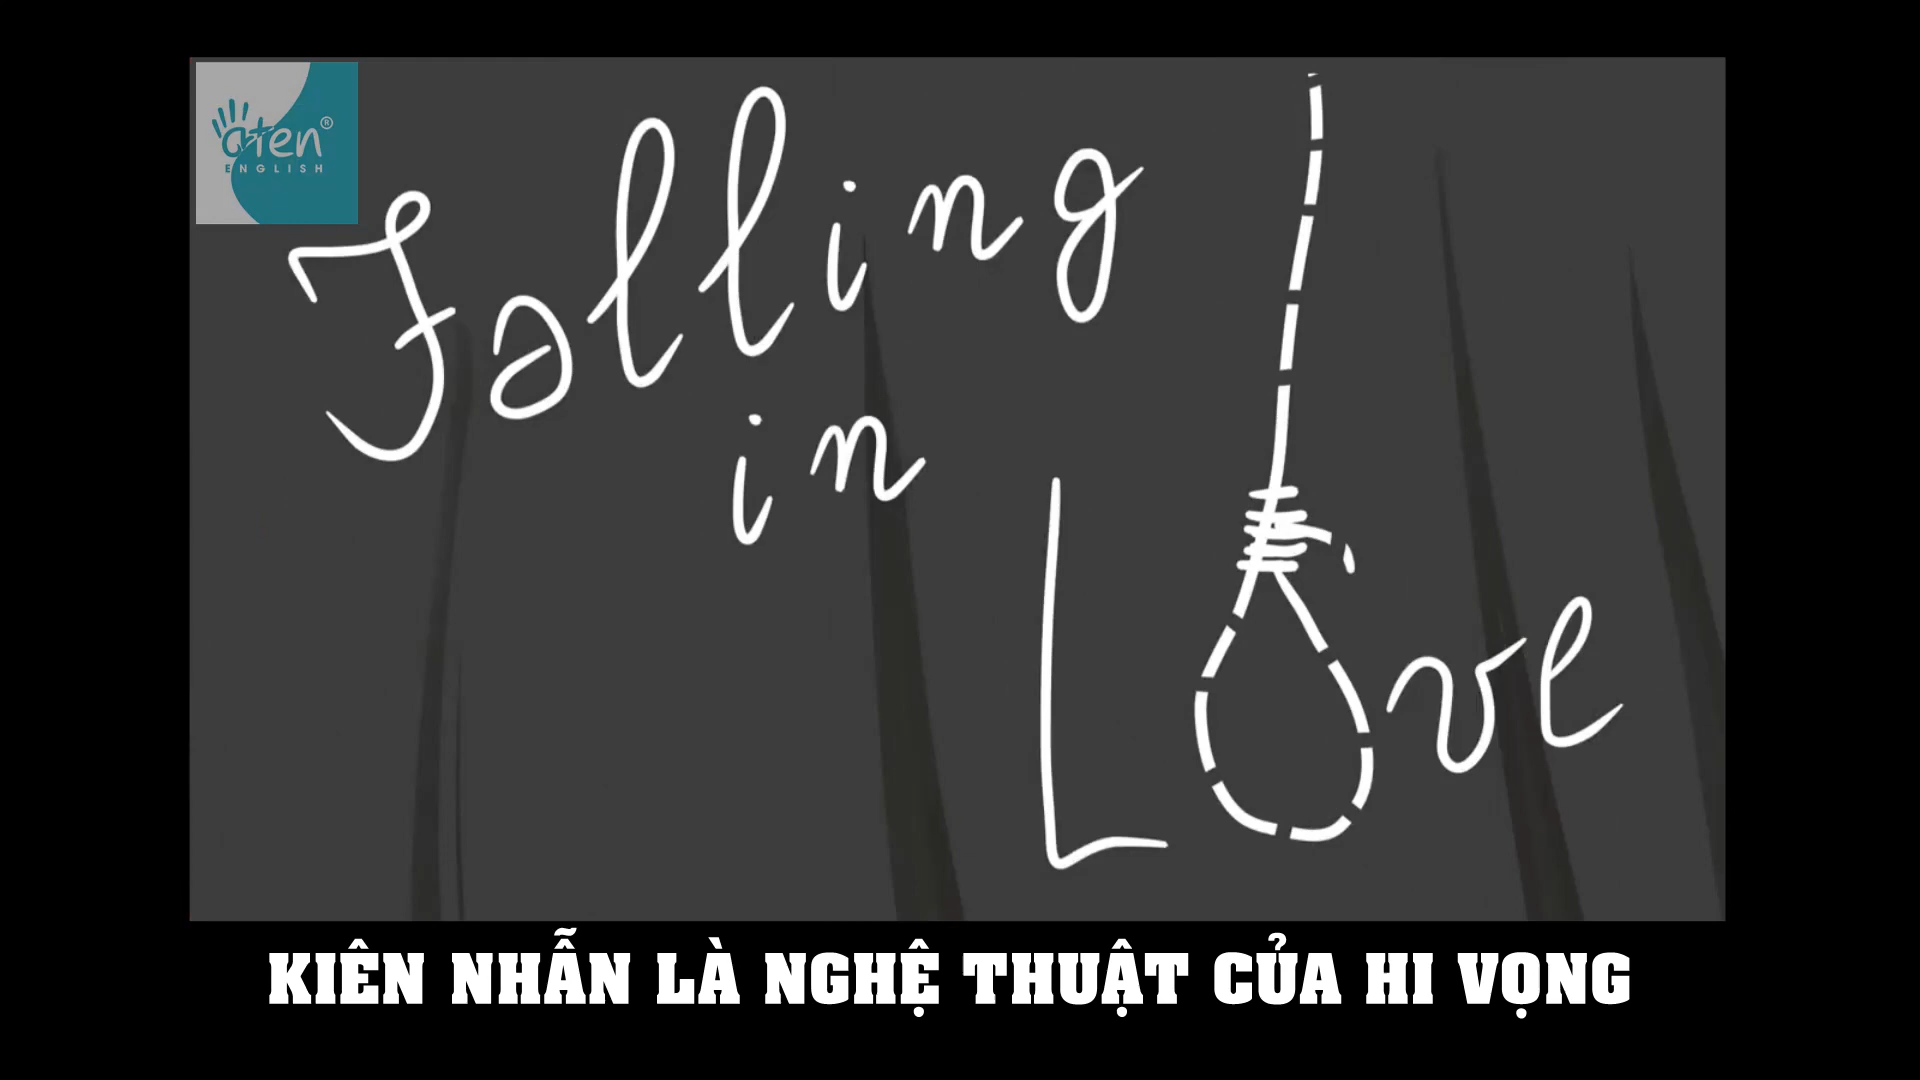 aten®
ENGLISH
Falling
in
Love
KIÊN NHẪN LÀ NGHỆ THUẬT CỦA HI VỌNG